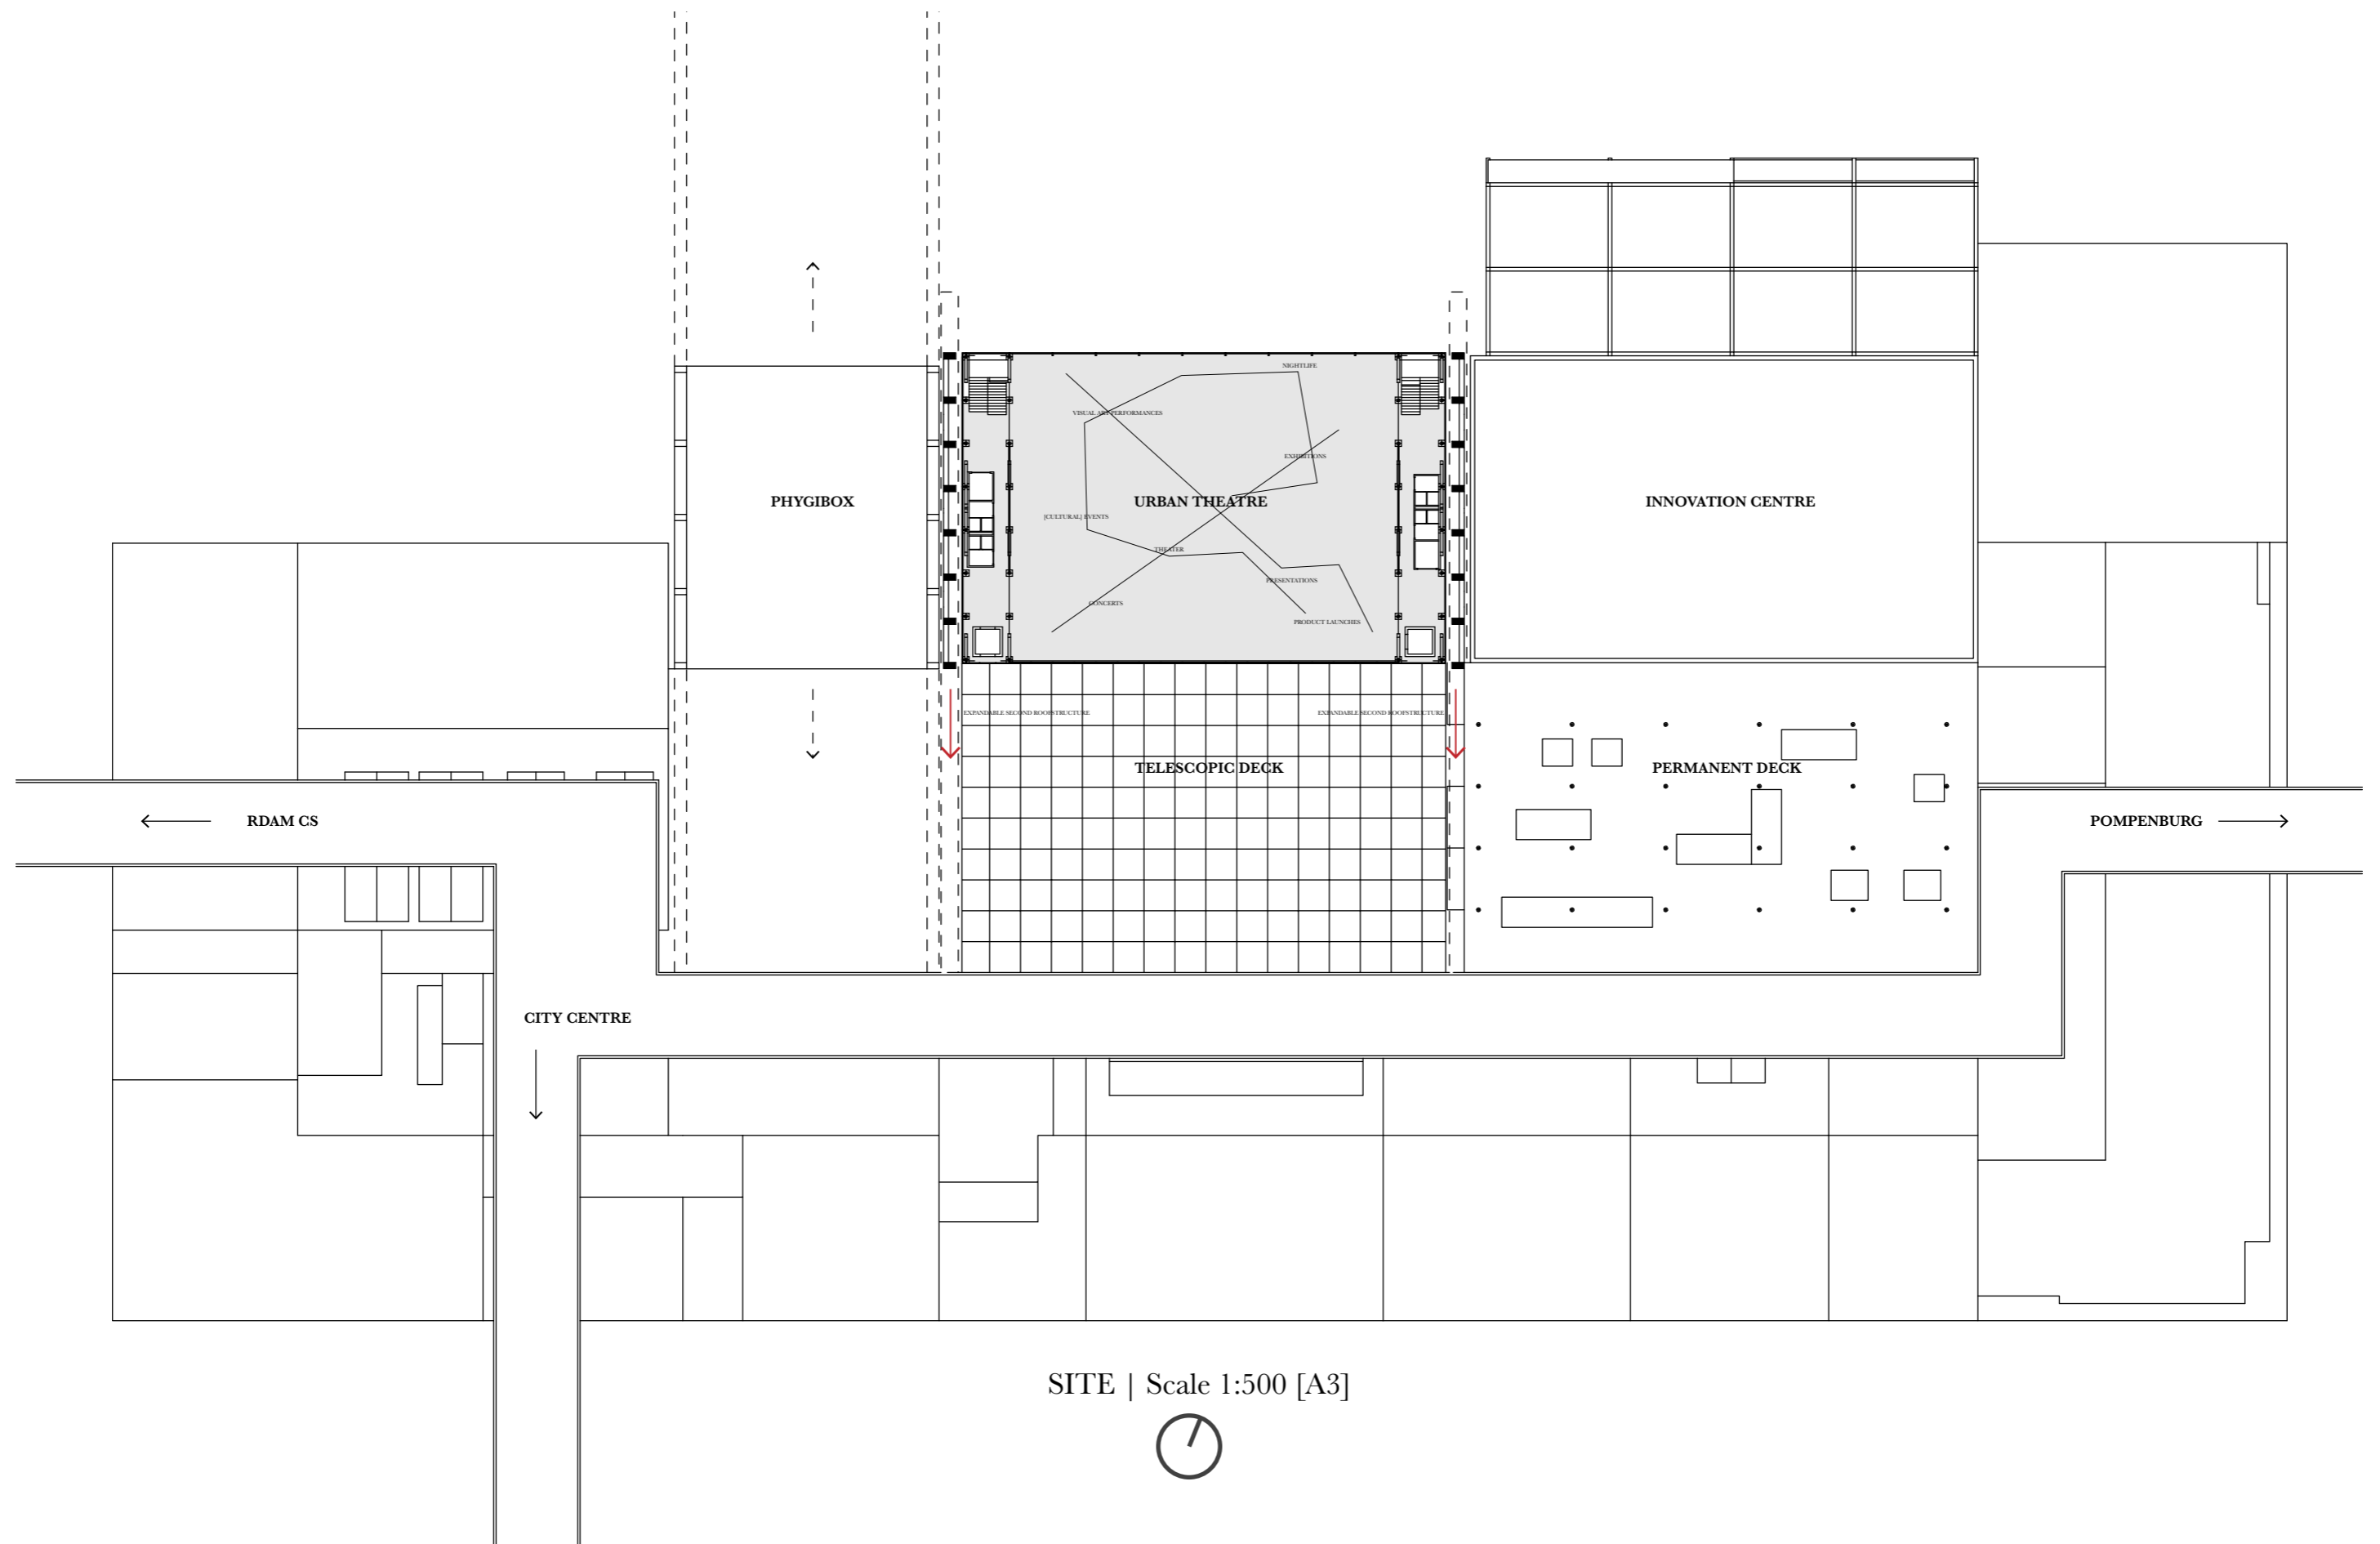 NIGHTLIFE
VISUAL ART PERFORMANCES
EXHIBITIONS
PHYGIBOX
URBAN THEATRE
INNOVATION CENTRE
[CULTURAL] EVENTS
THEATER
PRESENTATIONS
CONCERTS
PRODUCT LAUNCHES
EXPANDABLE SECOND ROOFSTRUCTURE
EXPANDABLE SECOND ROOFSTRUCTURE
TELESCOPIC DECK
PERMANENT DECK
RDAM CS
POMPENBURG
CITY CENTRE
SITE | Scale 1:500 [A3]